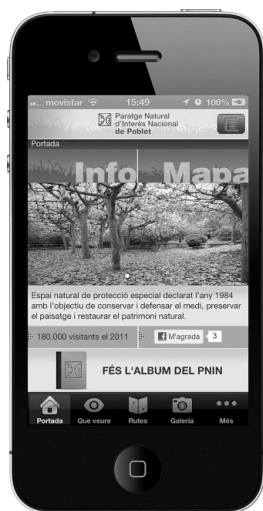 movistar 15:49 100%
Paratge Natural
d'Interès Nacional
de Poblet
Portada
Info Mapa
Espai natural de protecció especial declarat l'any 1984
amb l'objectiu de conservar i defensar el medi, preservar
el paisatge i restaurar el patrimoni natural.
180.000 visitants el 2011 M'agrada 3
FÉS L'ALBUM DEL PNIN
Portada Que veure Rutes Galeria Més